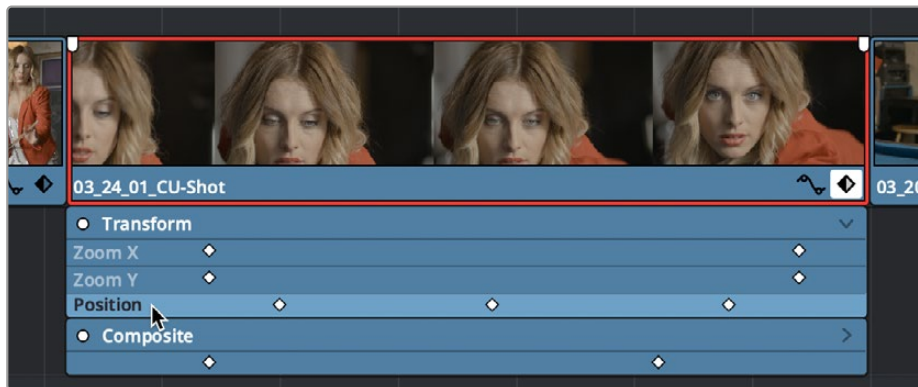 03_24_01_CU-Shot
Transform
Zoom X
Zoom Y
Position
Composite